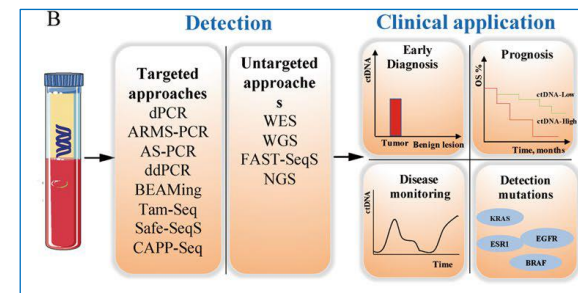 B
Detection
Targeted
approaches
dPCR
ARMS-PCR
AS-PCR
ddPCR
BEAMing
Tam-Seq
Safe-SeqS
CAPP-Seq
Untargeted
approache
s
WES
WGS
FAST-SeqS
NGS
Clinical application
Early
Diagnosis
ctDNA
Tumor Benign lesion
Prognosis
OS %
ctDNA-Low
ctDNA-High
Time, months
Disease
monitoring
ctDNA
Time
Detection
mutations
KRAS
ESR1
EGFR
BRAF